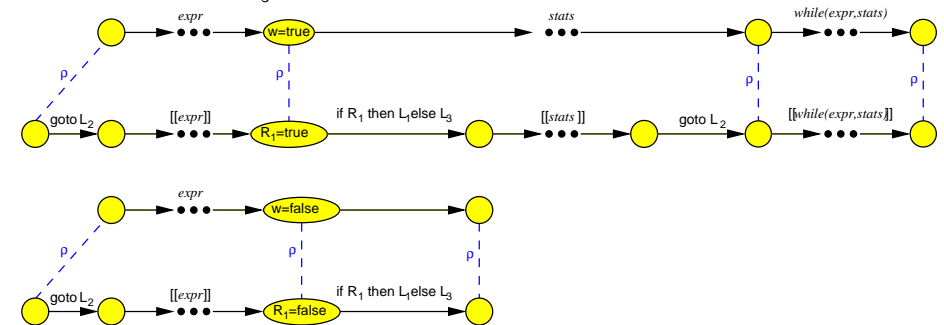 expr stats while(expr,stats)
w=true
ρ ρ ρ ρ
goto L2 [[expr]] R1=true if R1 then L1else L3 [[stats ]] goto L2 [[while(expr,stats)]]
expr
w=false
ρ ρ ρ
goto L2 [[expr]] R1=false if R1 then L1else L3